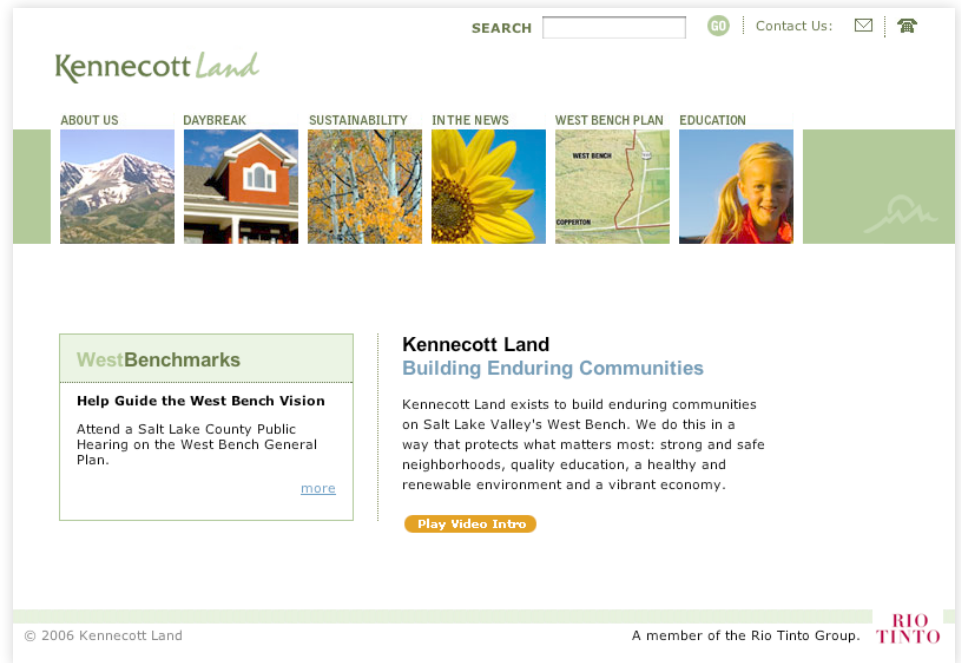 SEARCH GO Contact Us:
Kennecott Land
ABOUT US DAYBREAK SUSTAINABILITY IN THE NEWS WEST BENCH PLAN EDUCATION
WEST BENCH
COPPERTON
WestBenchmarks
Help Guide the West Bench Vision
Attend a Salt Lake County Public
Hearing on the West Bench General
Plan.
more
Kennecott Land
Building Enduring Communities
Kennecott Land exists to build enduring communities
on Salt Lake Valley's West Bench. We do this in a
way that protects what matters most: strong and safe
neighborhoods, quality education, a healthy and
renewable environment and a vibrant economy.
Play Video Intro
© 2006 Kennecott Land
A member of the Rio Tinto Group.
RIO
TINTO